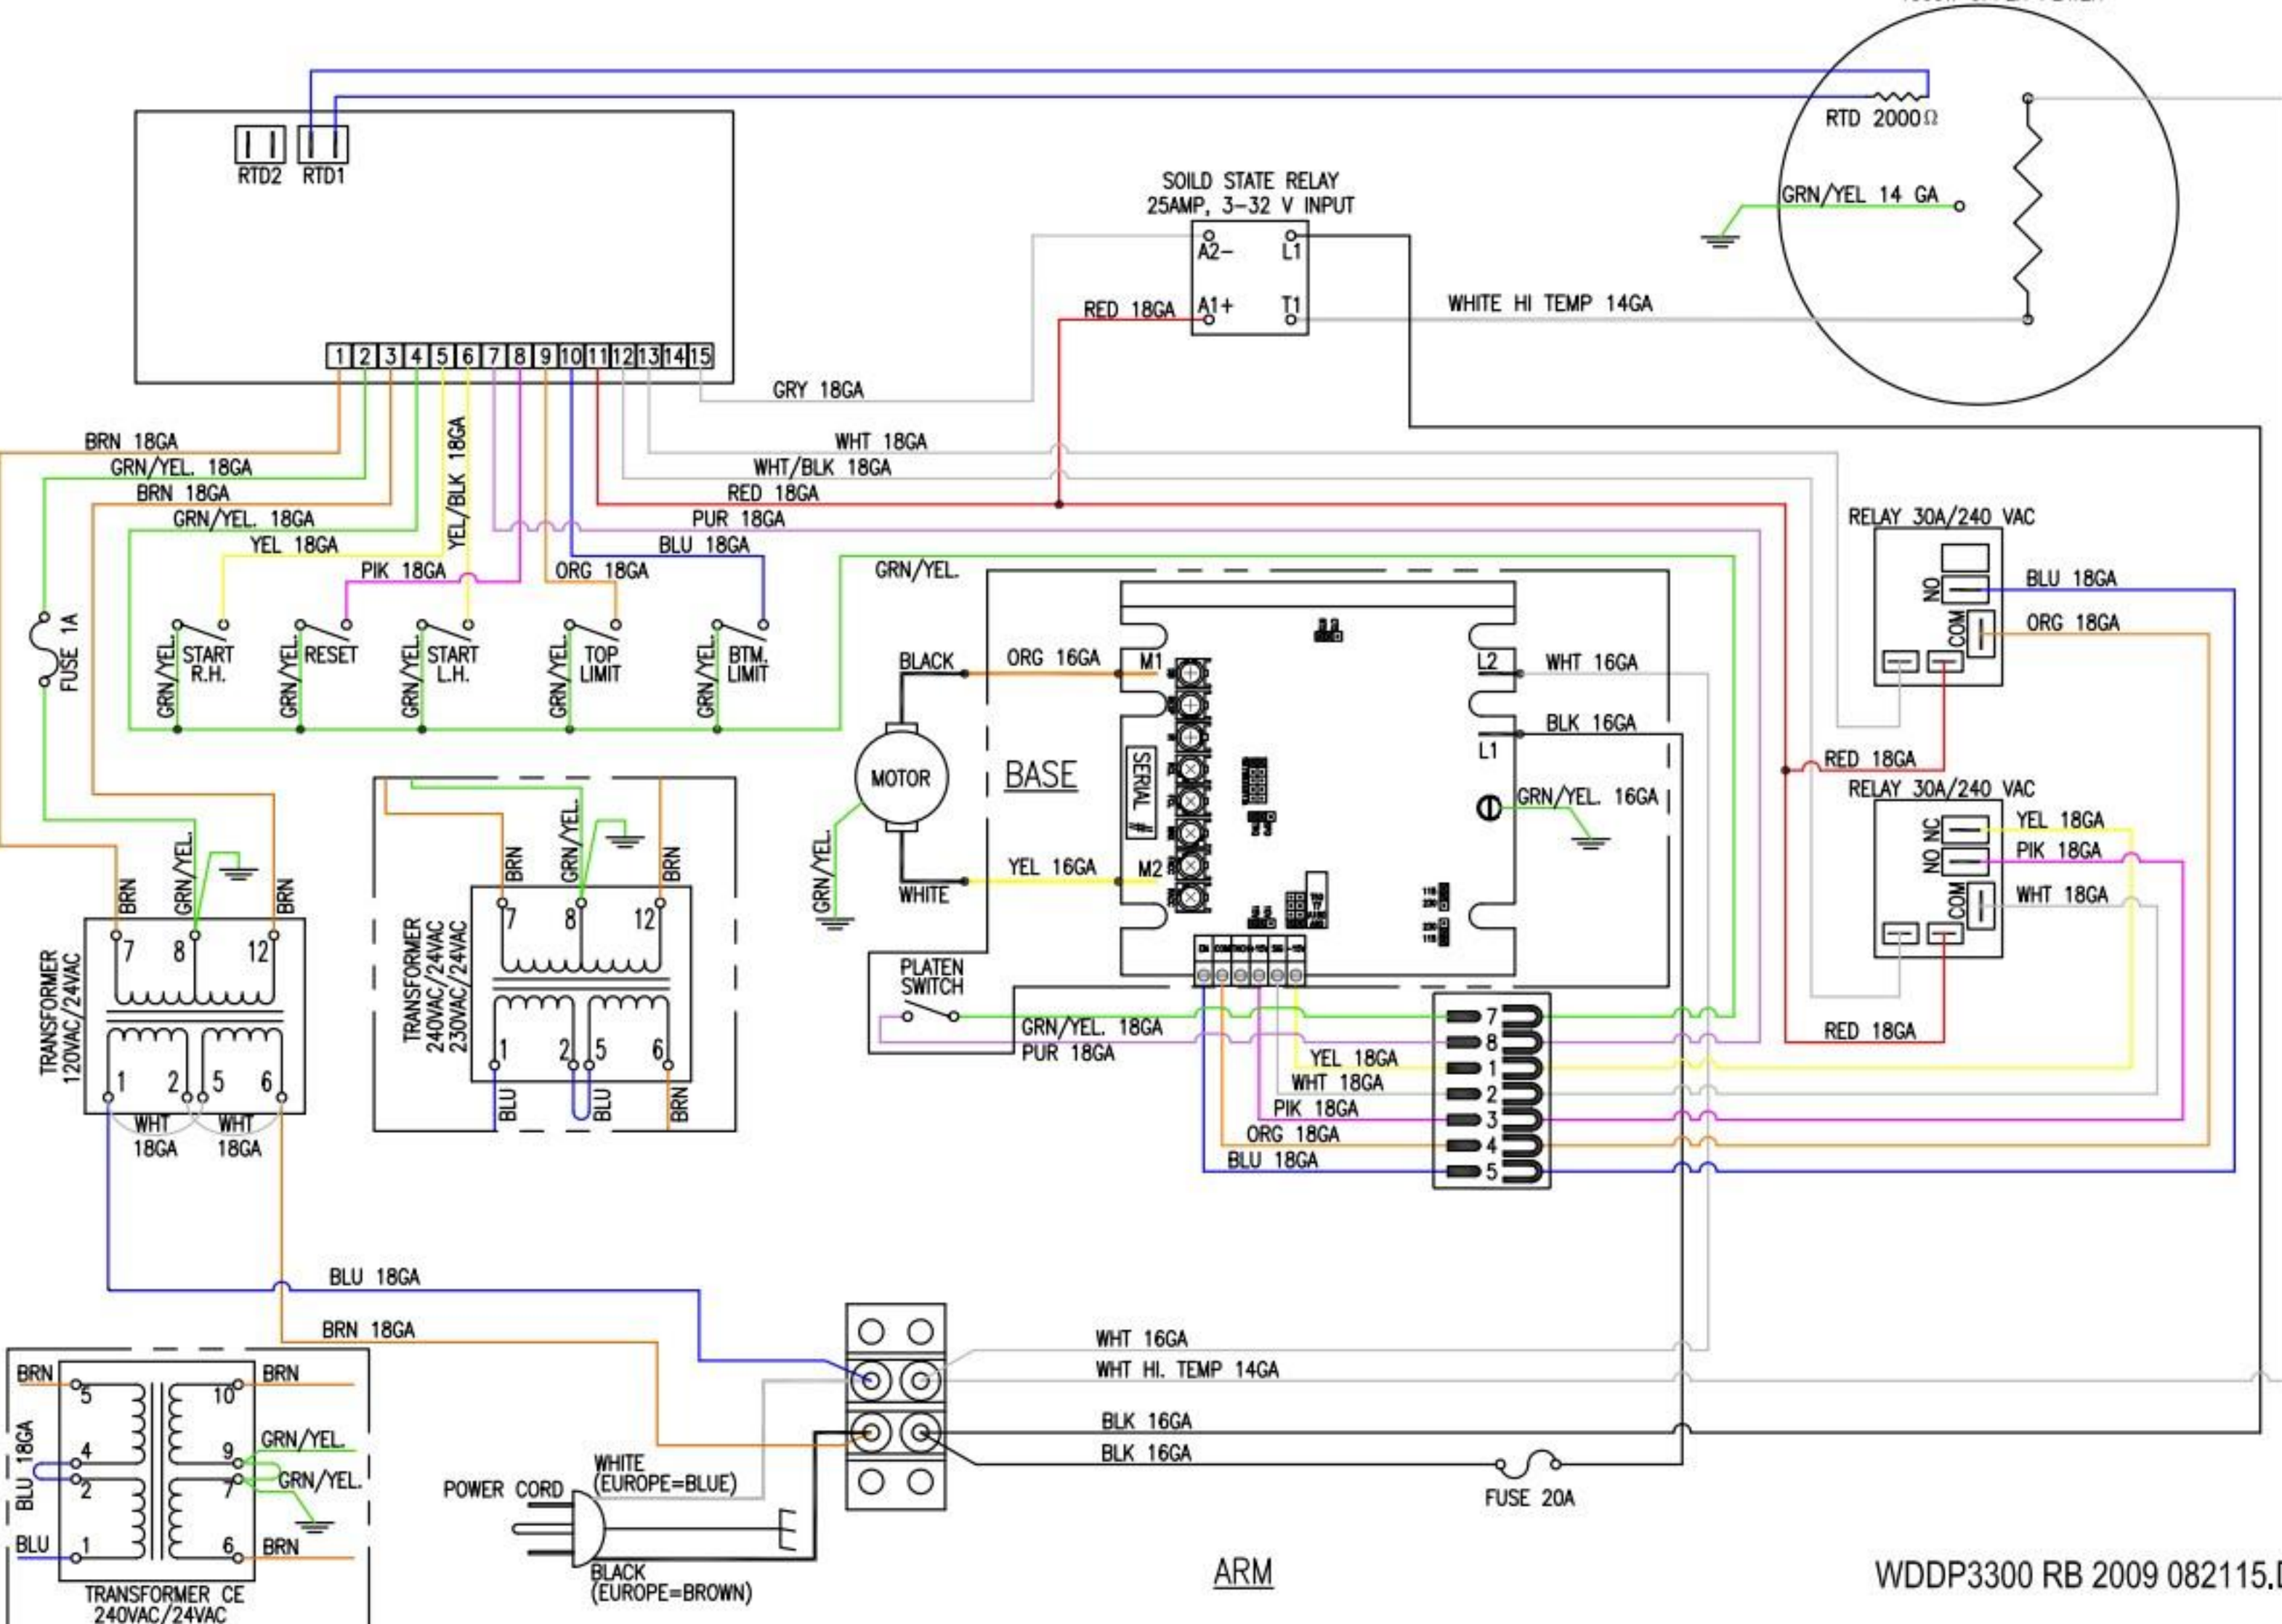 RTD2 RTD1
RTD 2000Ω
GRN/YEL 14 GA
SOILD STATE RELAY
25AMP, 3-32 V INPUT
A2-
L1
RED 18GA
A1+
T1
WHITE HI TEMP 14GA
1 2 3 4 5 6 7 8 9 10 11 12 13 14 15
GRY 18GA
BRN 18GA
WHT 18GA
GRN/YEL. 18GA
WHT/BLK 18GA
BRN 18GA
RED 18GA
YEL/BLK 18GA
GRN/YEL. 18GA
PUR 18GA
YEL 18GA
BLU 18GA
PIK 18GA
ORG 18GA
GRN/YEL.
FUSE 1A
GRN/YEL.
START
R.H.
GRN/YEL.
RESET
GRN/YEL.
START
L.H.
GRN/YEL.
TOP
LIMIT
GRN/YEL.
BTM.
LIMIT
RELAY 30A/240 VAC
NO
COM
BLU 18GA
ORG 18GA
RED 18GA
RELAY 30A/240 VAC
NC
NO
COM
YEL 18GA
PIK 18GA
WHT 18GA
RED 18GA
BLACK
ORG 16GA
M1
L2
WHT 16GA
BLK 16GA
L1
BASE
MOTOR
SERIAL #
GRN/YEL. 16GA
GRN/YEL.
WHITE
YEL 16GA
M2
BRN
GRN/YEL.
BRN
TRANSFORMER
120VAC/24VAC
7 8 12
1 2 5 6
WHT
18GA
WHT
18GA
BRN
GRN/YEL.
BRN
TRANSFORMER
240VAC/24VAC
230VAC/24VAC
7 8 12
1 2 5 6
BLU
BLU
BRN
PLATEN
SWITCH
GRN/YEL. 18GA
PUR 18GA
YEL 18GA
WHT 18GA
PIK 18GA
ORG 18GA
BLU 18GA
7
8
1
2
3
4
5
BLU 18GA
BRN 18GA
WHT 16GA
WHT HI. TEMP 14GA
BLK 16GA
BLK 16GA
FUSE 20A
WHITE
(EUROPE=BLUE)
POWER CORD
BLACK
(EUROPE=BROWN)
BRN
5
10
BRN
BLU 18GA
4
9
GRN/YEL.
2
7
GRN/YEL.
BLU
1
6
BRN
TRANSFORMER CE
240VAC/24VAC
ARM
WDDP3300 RB 2009 082115.D